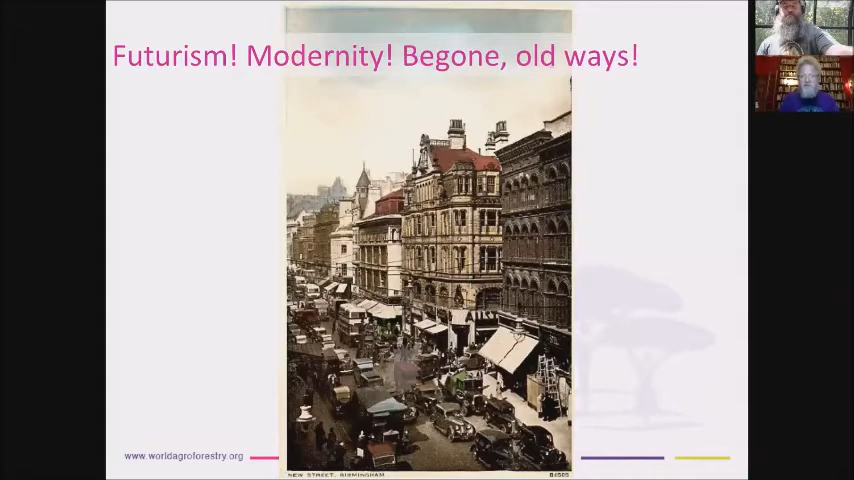 Futurism! Modernity! Begone, old ways!
www.worldagroforestry.org
NEW STREET, BIRMINGHAM